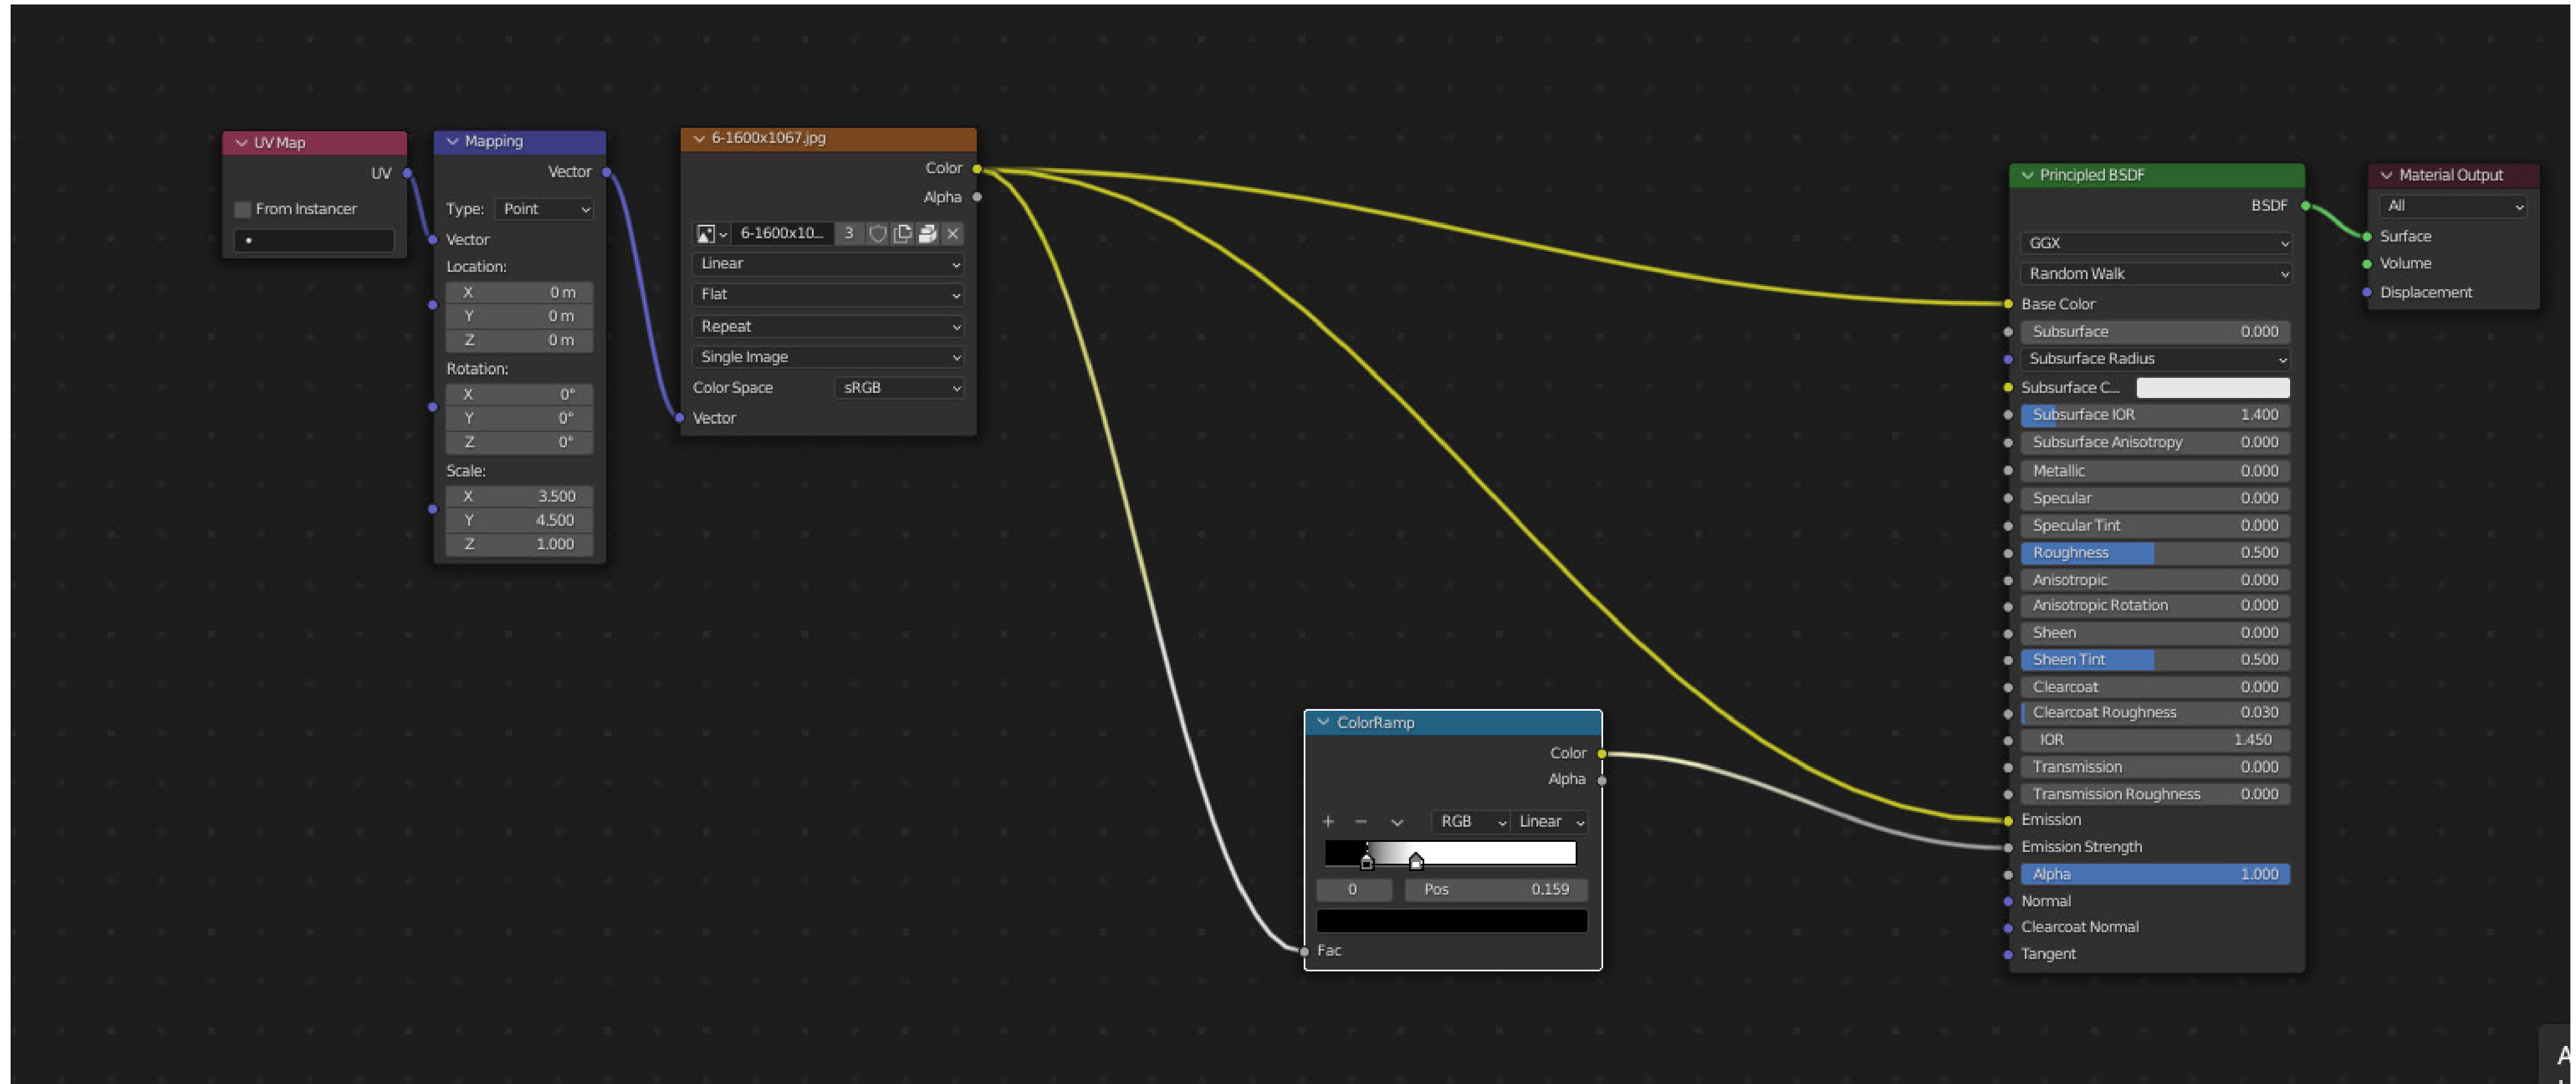 UV Map
UV
From Instancer
Mapping
Vector
Type: Point
Vector
Location:
X 0 m
Y 0 m
Z 0 m
Rotation:
X 0°
Y 0°
Z 0°
Scale:
X 3.500
Y 4.500
Z 1.000
6-1600x1067.jpg
Color
Alpha
6-1600x10... 3
Linear
Flat
Repeat
Single Image
Color Space sRGB
Vector
ColorRamp
Color
Alpha
RGB Linear
0 Pos 0.159
Fac
Principled BSDF
BSDF
GGX
Random Walk
Base Color
Subsurface 0.000
Subsurface Radius
Subsurface C...
Subsurface IOR 1.400
Subsurface Anisotropy 0.000
Metallic 0.000
Specular 0.000
Specular Tint 0.000
Roughness 0.500
Anisotropic 0.000
Anisotropic Rotation 0.000
Sheen 0.000
Sheen Tint 0.500
Clearcoat 0.000
Clearcoat Roughness 0.030
IOR 1.450
Transmission 0.000
Transmission Roughness 0.000
Emission
Emission Strength
Alpha 1.000
Normal
Clearcoat Normal
Tangent
Material Output
All
Surface
Volume
Displacement
A